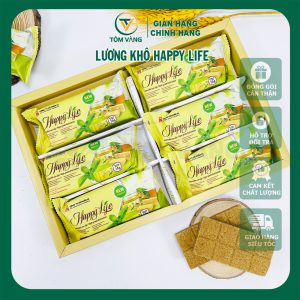 TÔM VÀNG
GIAN HÀNG
CHÍNH HÃNG
LƯƠNG KHÔ HAPPY LIFE
ĐÓNG GÓI
CẨN THẬN
HỖ TRỢ
ĐỔI TRẢ
CAM KẾT
CHẤT LƯỢNG
GIAO HÀNG
SIÊU TỐC
Happy Life
Happy Life
Happy Life
Happy Life
Happy Life
Happy Life